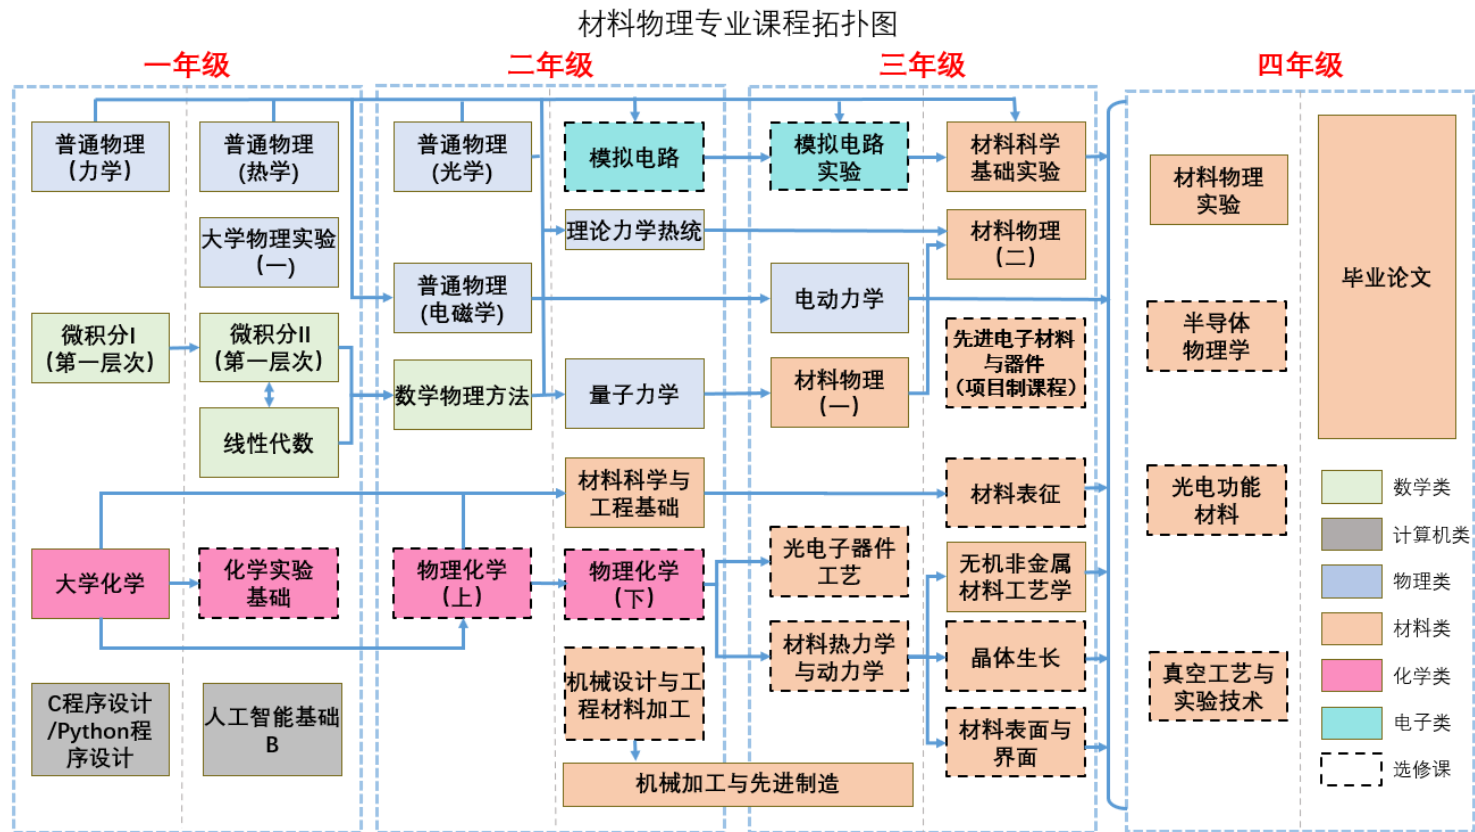 材料物理专业课程拓扑图
一年级
二年级
三年级
四年级
普通物理
(力学)
普通物理
(热学)
大学物理实验
(一)
微积分I
(第一层次)
微积分II
(第一层次)
线性代数
大学化学
化学实验
基础
C程序设计
/Python程
序设计
人工智能基础
B
普通物理
(光学)
模拟电路
理论力学热统
普通物理
(电磁学)
数学物理方法
量子力学
材料科学与
工程基础
物理化学
(上)
物理化学
(下)
机械设计与工
程材料加工
机械加工与先进制造
模拟电路
实验
材料科学
基础实验
材料物理
(二)
电动力学
先进电子材料
与器件
(项目制课程)
材料物理
(一)
材料表征
光电子器件
工艺
无机非金属
材料工艺学
材料热力学
与动力学
晶体生长
材料表面与
界面
材料物理
实验
半导体
物理学
光电功能
材料
真空工艺与
实验技术
毕业论文
数学类
计算机类
物理类
材料类
化学类
电子类
选修课